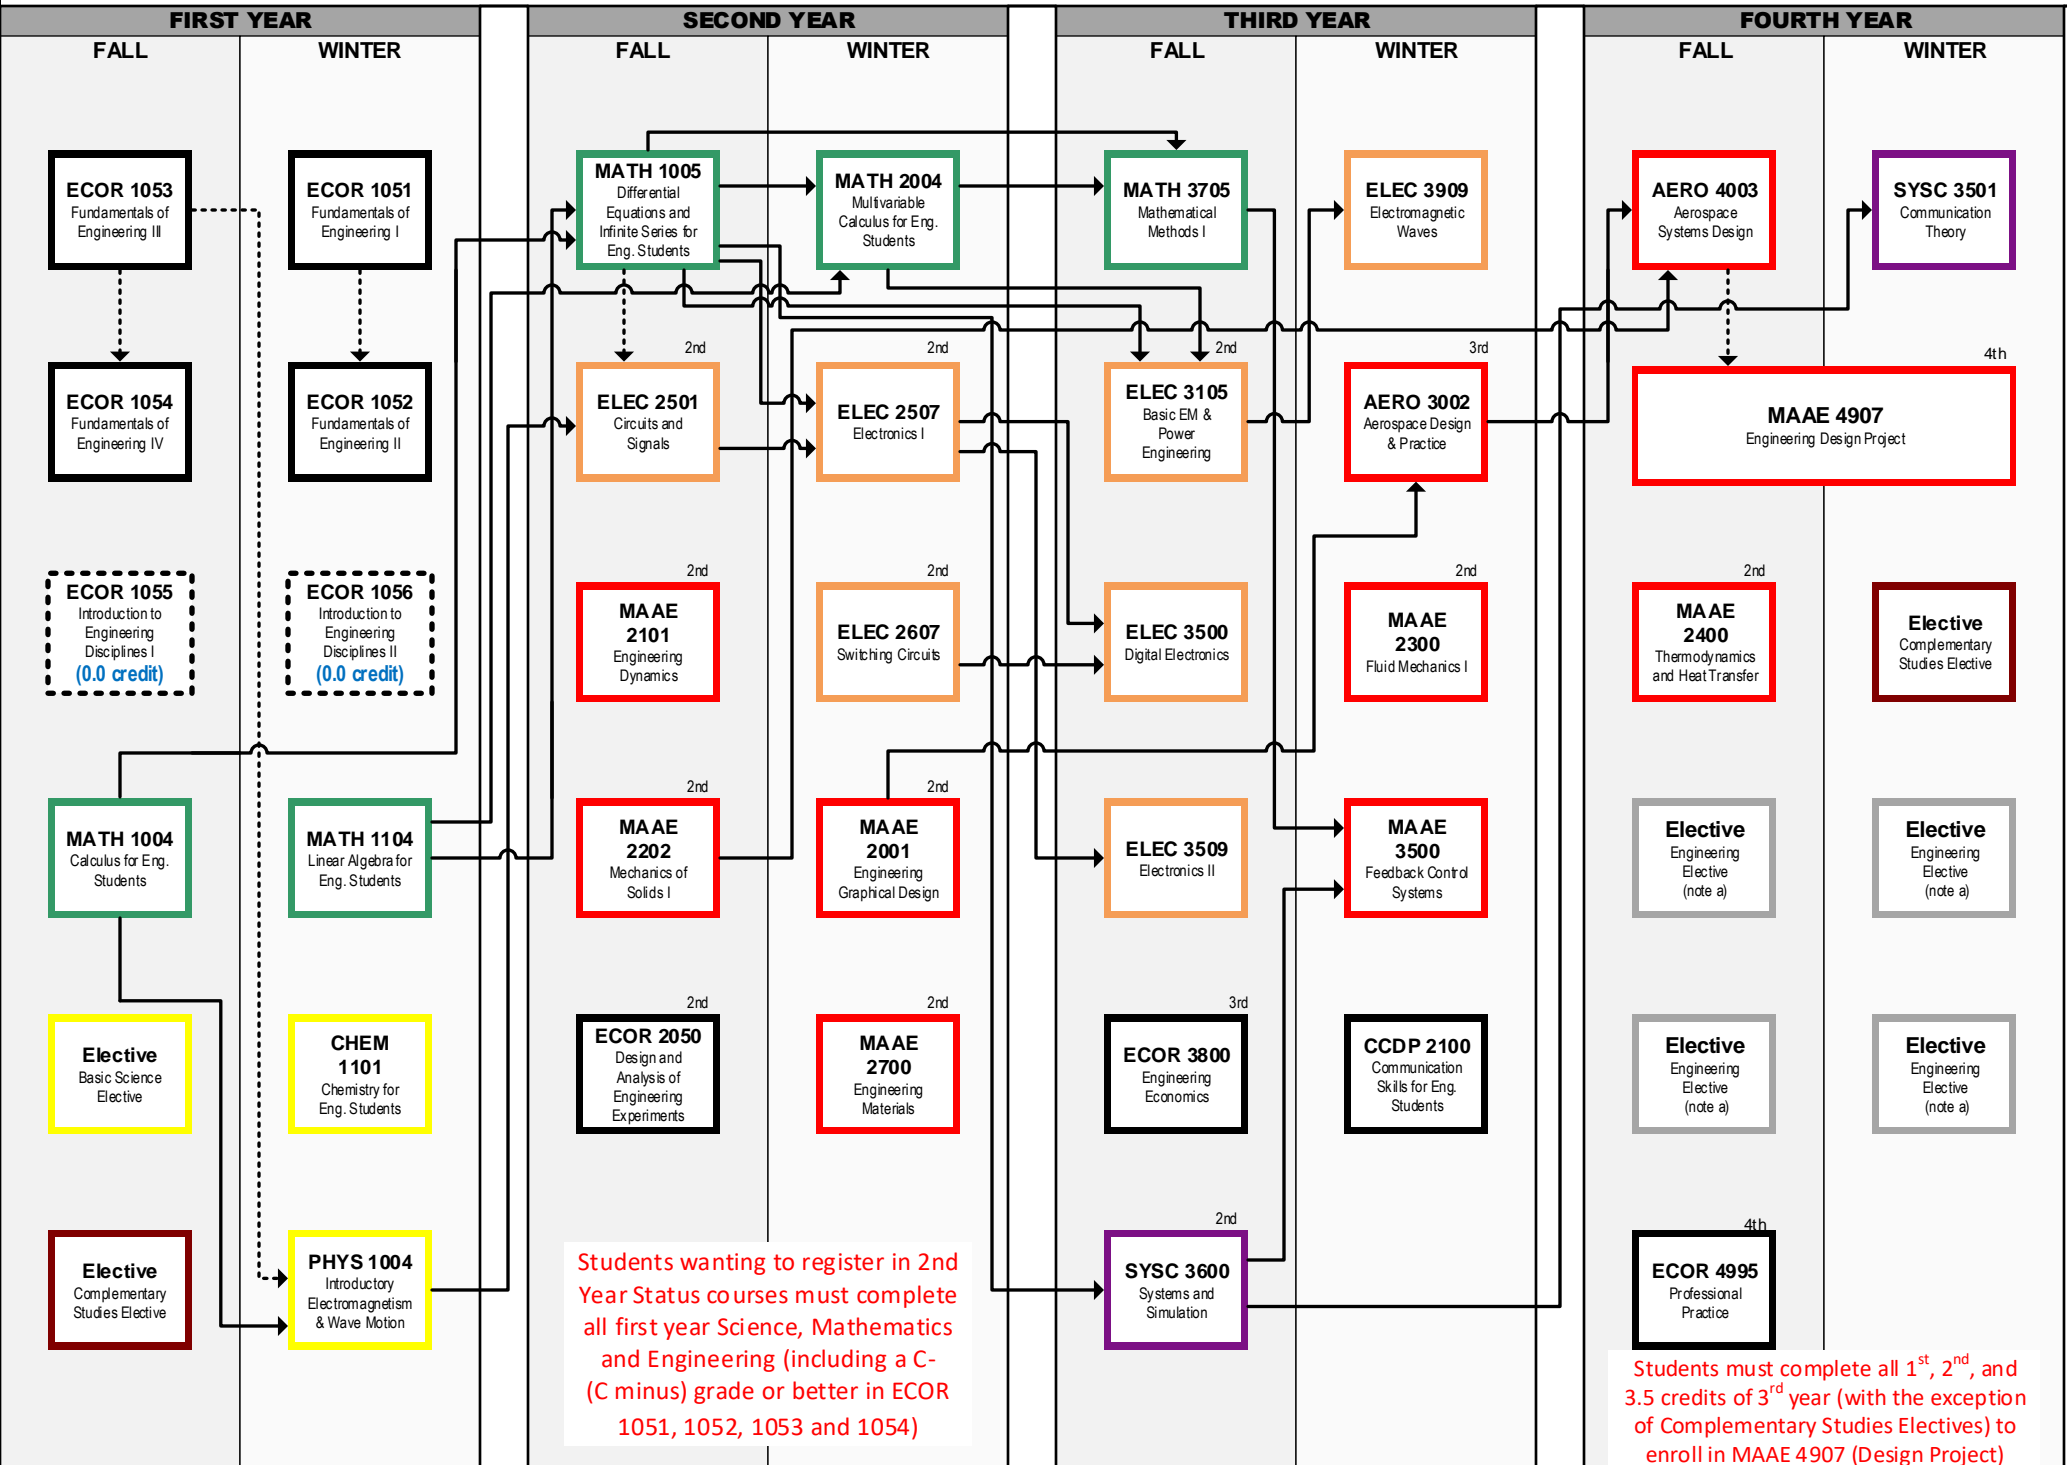 FIRST YEAR
SECOND YEAR
THIRD YEAR
FOURTH YEAR
FALL
WINTER
FALL
WINTER
FALL
WINTER
FALL
WINTER
ECOR 1053
Fundamentals of
Engineering III
ECOR 1051
Fundamentals of
Engineering I
MATH 1005
Differential
Equations and
Infinite Series for
Eng. Students
MATH 2004
Multivariable
Calculus for Eng.
Students
MATH 3705
Mathematical
Methods I
ELEC 3909
Electromagnetic
Waves
AERO 4003
Aerospace
Systems Design
SYSC 3501
Communication
Theory
ECOR 1054
Fundamentals of
Engineering IV
ECOR 1052
Fundamentals of
Engineering II
2nd
ELEC 2501
Circuits and
Signals
2nd
ELEC 2507
Electronics I
2nd
ELEC 3105
Basic EM &
Power
Engineering
3rd
AERO 3002
Aerospace Design
& Practice
4th
MAAE 4907
Engineering Design Project
ECOR 1055
Introduction to
Engineering
Disciplines I
(0.0 credit)
ECOR 1056
Introduction to
Engineering
Disciplines II
(0.0 credit)
2nd
MAAE
2101
Engineering
Dynamics
2nd
ELEC 2607
Switching Circuits
ELEC 3500
Digital Electronics
2nd
MAAE
2300
Fluid Mechanics I
2nd
MAAE
2400
Thermodynamics
and Heat Transfer
Elective
Complementary
Studies Elective
MATH 1004
Calculus for Eng.
Students
MATH 1104
Linear Algebra for
Eng. Students
2nd
MAAE
2202
Mechanics of
Solids I
2nd
MAAE
2001
Engineering
Graphical Design
ELEC 3509
Electronics II
MAAE
3500
Feedback Control
Systems
Elective
Engineering
Elective
(note a)
Elective
Engineering
Elective
(note a)
Elective
Basic Science
Elective
CHEM
1101
Chemistry for
Eng. Students
2nd
ECOR 2050
Design and
Analysis of
Engineering
Experiments
2nd
MAAE
2700
Engineering
Materials
3rd
ECOR 3800
Engineering
Economics
CCDP 2100
Communication
Skills for Eng.
Students
Elective
Engineering
Elective
(note a)
Elective
Engineering
Elective
(note a)
Elective
Complementary
Studies Elective
PHYS 1004
Introductory
Electromagnetism
& Wave Motion
Students wanting to register in 2nd
Year Status courses must complete
all first year Science, Mathematics
and Engineering (including a C-
(C minus) grade or better in ECOR
1051, 1052, 1053 and 1054)
2nd
SYSC 3600
Systems and
Simulation
4th
ECOR 4995
Professional
Practice
Students must complete all 1st, 2nd, and
3.5 credits of 3rd year (with the exception
of Complementary Studies Electives) to
enroll in MAAE 4907 (Design Project)